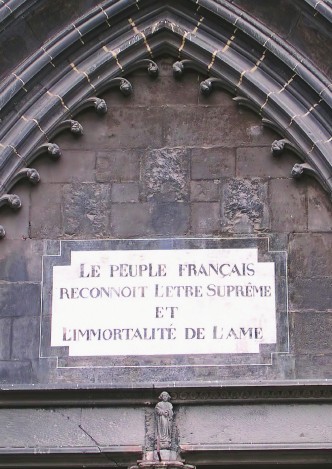 LE PEUPLE FRANÇAIS
RECONNOIT L'ETRE SUPRÊME
ET
L'IMMORTALITÉ DE L'AME